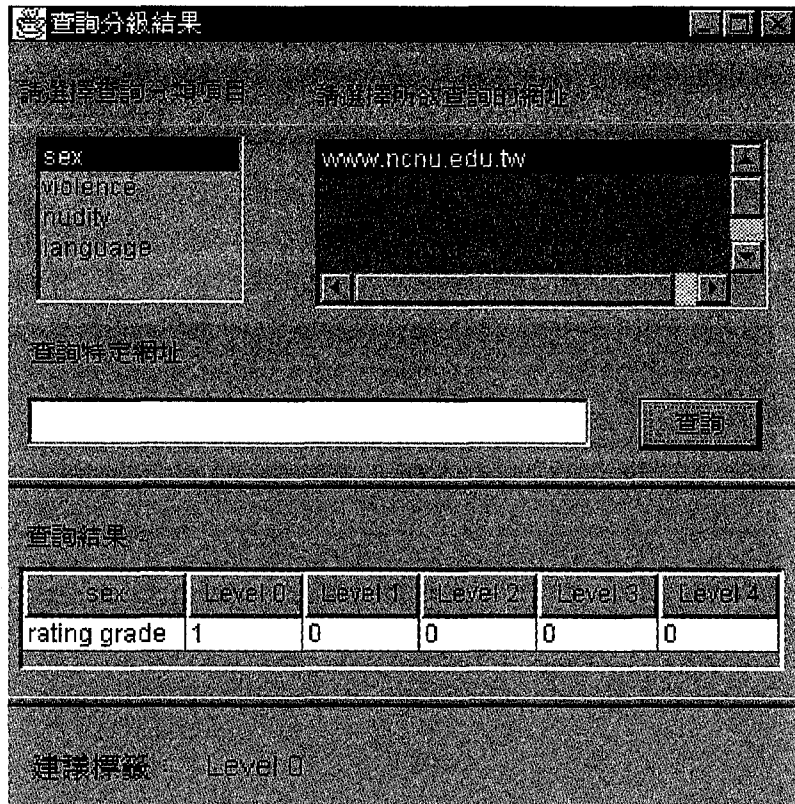 查詢分級結果
請選擇查詢分類項目： 請選擇所欲查詢的網址：
sex
violence
nudity
language
www.ncnu.edu.tw
查詢特定網址：
查詢
查詢結果：
sex Level 0 Level 1 Level 2 Level 3 Level 4
rating grade 1 0 0 0 0
建議標籤： Level 0